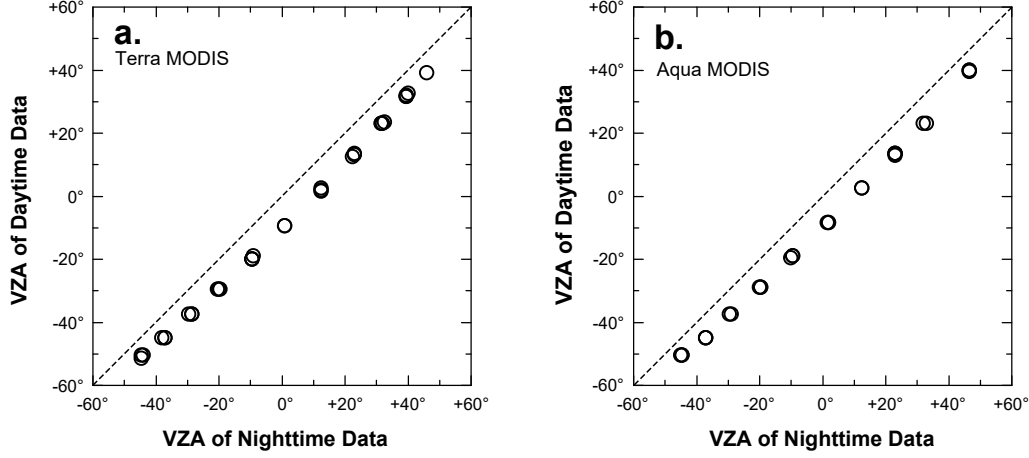 a.
Terra MODIS
+60°
+40°
+20°
0°
-20°
-40°
-60°
-60° -40° -20° 0° +20° +40° +60°
VZA of Daytime Data
VZA of Nighttime Data
b.
Aqua MODIS
+60°
+40°
+20°
0°
-20°
-40°
-60°
-60° -40° -20° 0° +20° +40° +60°
VZA of Daytime Data
VZA of Nighttime Data